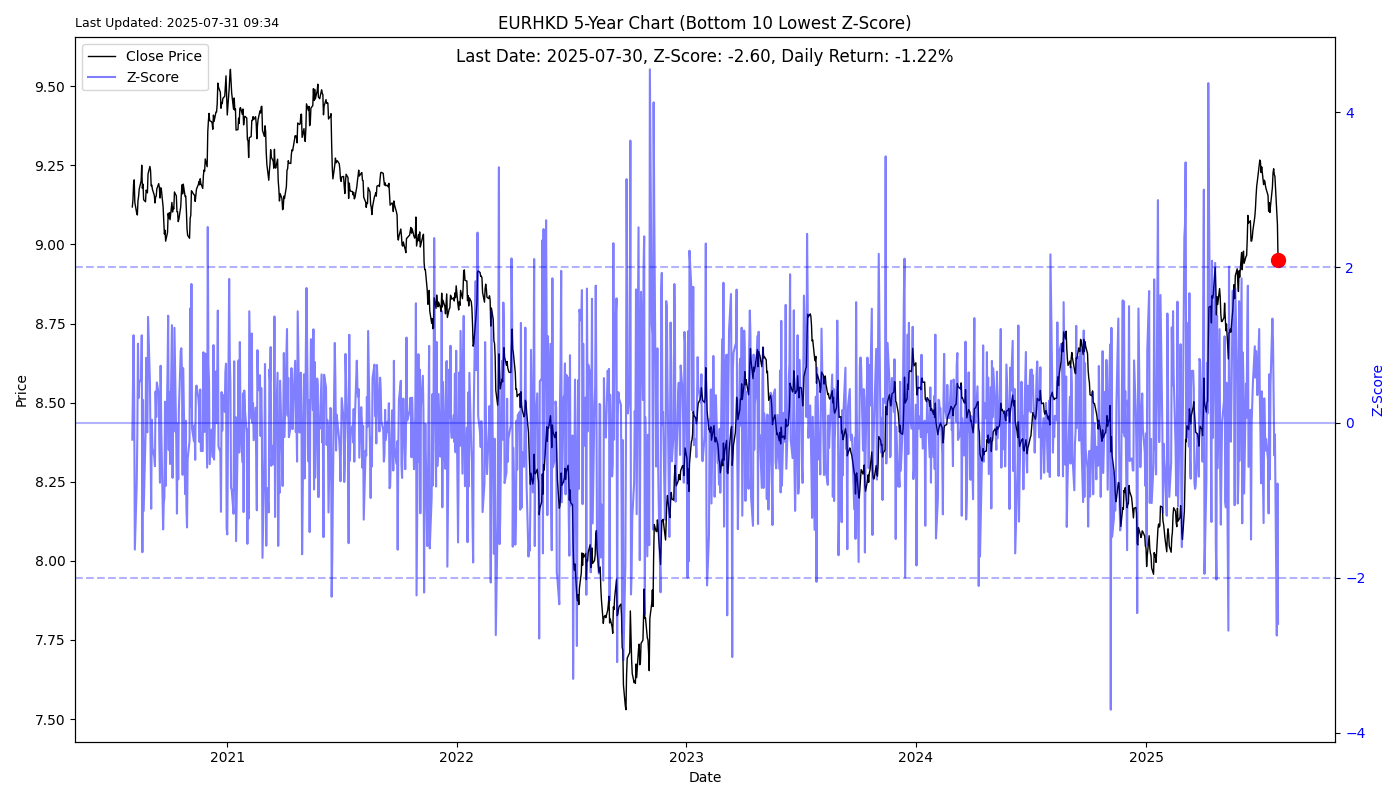 Last Updated: 2025-07-31 09:34
EURHKD 5-Year Chart (Bottom 10 Lowest Z-Score)
Last Date: 2025-07-30, Z-Score: -2.60, Daily Return: -1.22%
Close Price
Z-Score
9.50
9.25
9.00
8.75
8.50
8.25
8.00
7.75
7.50
Price
4
2
0
−2
−4
Z-Score
2021
2022
2023
2024
2025
Date